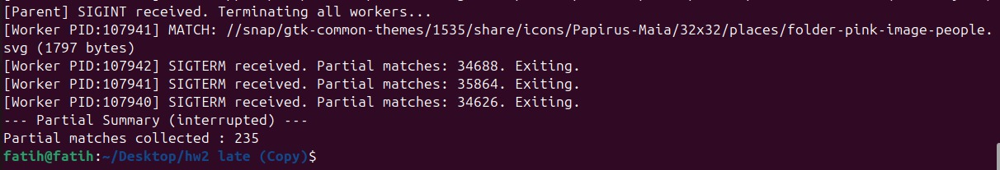 [Parent] SIGINT received. Terminating all workers...
[Worker PID:107941] MATCH: //snap/gtk-common-themes/1535/share/icons/Papirus-Maia/32x32/places/folder-pink-image-people.
svg (1797 bytes)
[Worker PID:107942] SIGTERM received. Partial matches: 34688. Exiting.
[Worker PID:107941] SIGTERM received. Partial matches: 35864. Exiting.
[Worker PID:107940] SIGTERM received. Partial matches: 34626. Exiting.
--- Partial Summary (interrupted) ---
Partial matches collected : 235
fatih@fatih:~/Desktop/hw2 late (Copy)$